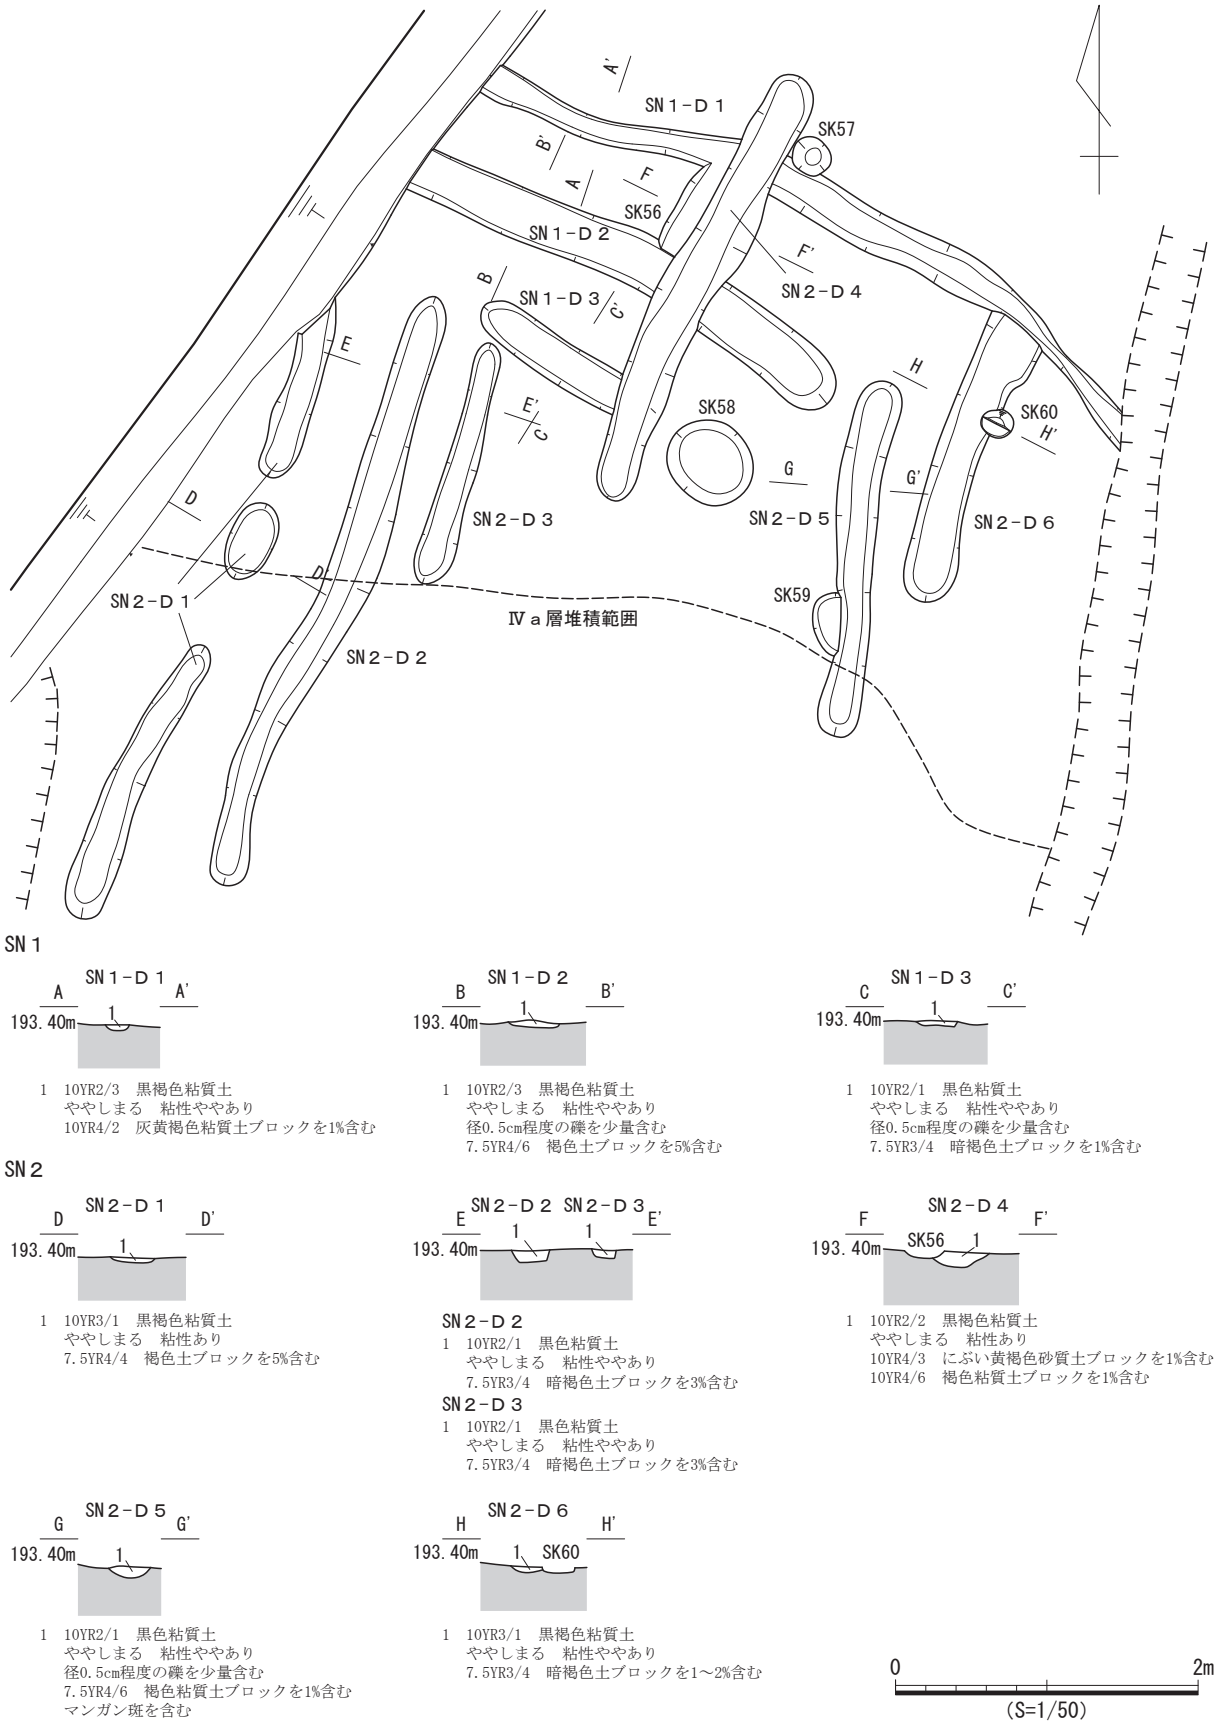 A'
SN1-D1
SK57
B'
F
A
SK56
SN1-D2
F'
B
SN1-D3
SN2-D4
C'
E
H
E'
C
SK58
SK60
H'
D
G
G'
SN2-D3
SN2-D5
SN2-D6
D'
SN2-D1
SK59
Ⅳa層堆積範囲
SN2-D2
SN1
SN1-D1
A A'
1
193.40m
1 10YR2/3 黒褐色粘質土
ややしまる 粘性ややあり
10YR4/2 灰黄褐色粘質土ブロックを1%含む
SN1-D2
B B'
1
193.40m
1 10YR2/3 黒褐色粘質土
ややしまる 粘性ややあり
径0.5cm程度の礫を少量含む
7.5YR4/6 褐色土ブロックを5%含む
SN1-D3
C C'
1
193.40m
1 10YR2/1 黒色粘質土
ややしまる 粘性ややあり
径0.5cm程度の礫を少量含む
7.5YR3/4 暗褐色土ブロックを1%含む
SN2
SN2-D1
D D'
1
193.40m
1 10YR3/1 黒褐色粘質土
ややしまる 粘性あり
7.5YR4/4 褐色土ブロックを5%含む
SN2-D2 SN2-D3
E E'
1 1
193.40m
SN2-D2
1 10YR2/1 黒色粘質土
ややしまる 粘性ややあり
7.5YR3/4 暗褐色土ブロックを3%含む
SN2-D3
1 10YR2/1 黒色粘質土
ややしまる 粘性ややあり
7.5YR3/4 暗褐色土ブロックを3%含む
SN2-D4
F F'
SK56 1
193.40m
1 10YR2/2 黒褐色粘質土
ややしまる 粘性あり
10YR4/3 にぶい黄褐色砂質土ブロックを1%含む
10YR4/6 褐色粘質土ブロックを1%含む
SN2-D5
G G'
193.40m 1
1 10YR2/1 黒色粘質土
ややしまる 粘性ややあり
径0.5cm程度の礫を少量含む
7.5YR4/6 褐色粘質土ブロックを1%含む
マンガン斑を含む
SN2-D6
H H'
193.40m 1 SK60
1 10YR3/1 黒褐色粘質土
ややしまる 粘性ややあり
7.5YR3/4 暗褐色土ブロックを1～2%含む
0 2m
(S=1/50)